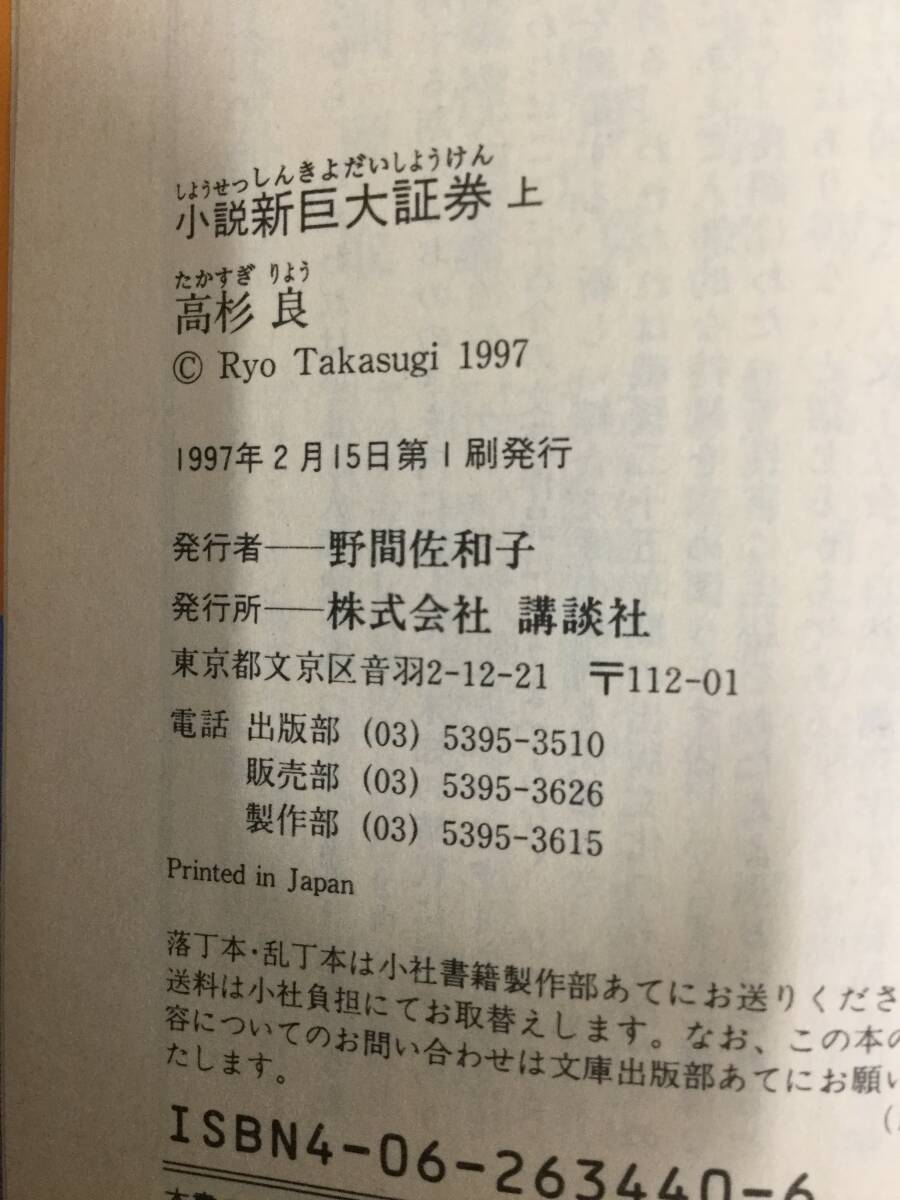 しようせつしんきよだいしようけん
小説新巨大証券 上
たかすぎ りよう
高杉 良
© Ryo Takasugi 1997
1997年2月15日第1刷発行
発行者──野間佐和子
発行所──株式会社 講談社
東京都文京区音羽2-12-21 〒112-01
電話 出版部 (03) 5395-3510
販売部 (03) 5395-3626
製作部 (03) 5395-3615
Printed in Japan
落丁本・乱丁本は小社書籍製作部あてにお送りくださ
送料は小社負担にてお取替えします。なお、この本の
容についてのお問い合わせは文庫出版部あてにお願い
たします。
ISBN4-06-263440-6